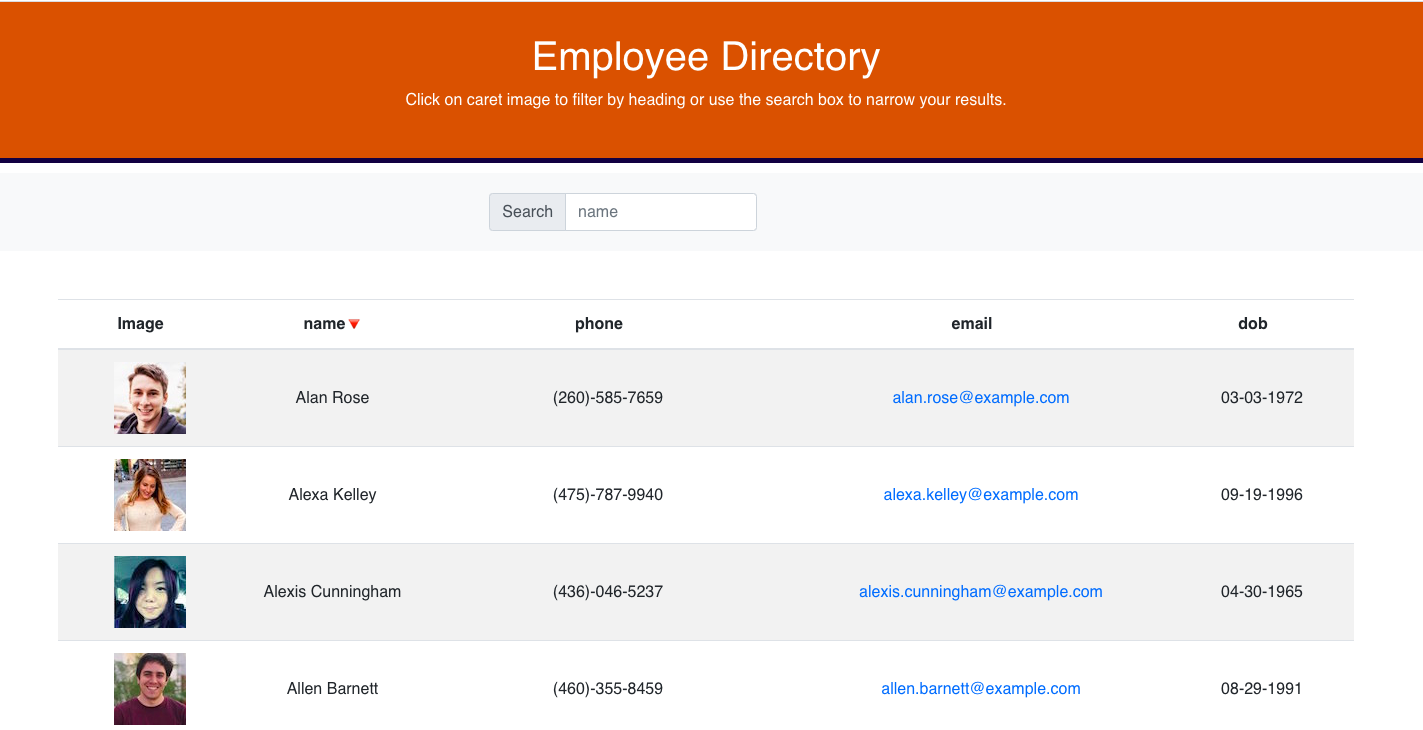 Employee Directory
Click on caret image to filter by heading or use the search box to narrow your results.
Search name
Image name phone email dob
Alan Rose (260)-585-7659 alan.rose@example.com 03-03-1972
Alexa Kelley (475)-787-9940 alexa.kelley@example.com 09-19-1996
Alexis Cunningham (436)-046-5237 alexis.cunningham@example.com 04-30-1965
Allen Barnett (460)-355-8459 allen.barnett@example.com 08-29-1991